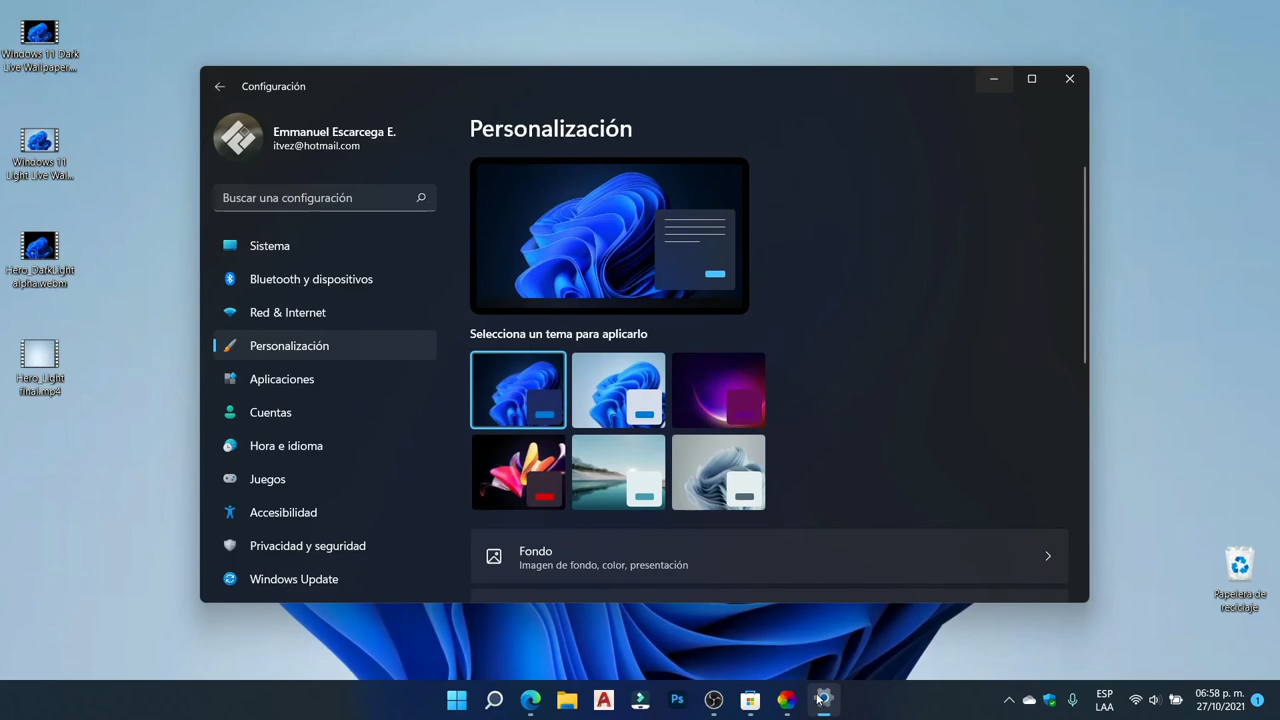 Windows 11 Dark
Live Wallpaper...
Windows 11
Light Live Wal...
Hero_DarkLight
alpha.webm
Hero_Light
final.mp4
Configuración
Emmanuel Escarcega E.
itvez@hotmail.com
Buscar una configuración
Sistema
Bluetooth y dispositivos
Red & Internet
Personalización
Aplicaciones
Cuentas
Hora e idioma
Juegos
Accesibilidad
Privacidad y seguridad
Windows Update
Personalización
Selecciona un tema para aplicarlo
Fondo
Imagen de fondo, color, presentación
Papelera de
reciclaje
A
Ps
ESP
LAA
06:58 p. m.
27/10/2021
1